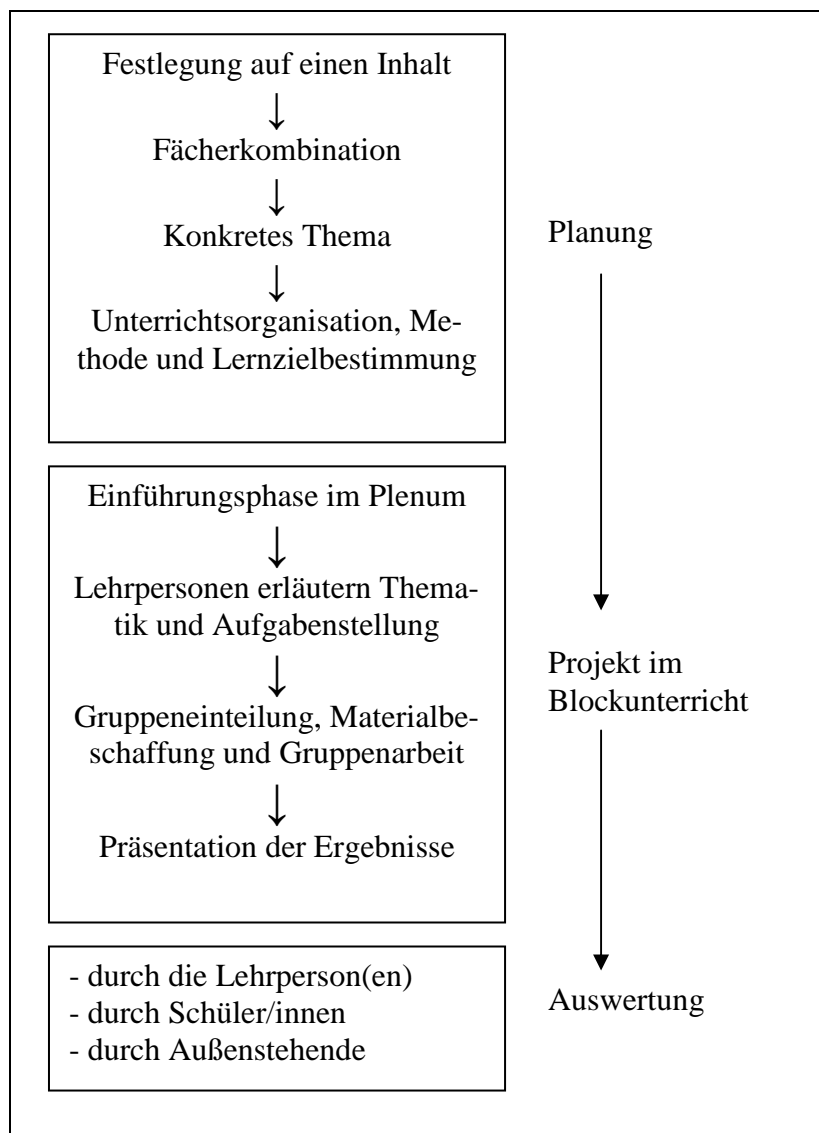 Festlegung auf einen Inhalt
↓
Fächerkombination
↓
Konkretes Thema
↓
Unterrichtsorganisation, Me-
thode und Lernzielbestimmung
Planung
Einführungsphase im Plenum
↓
Lehrpersonen erläutern Thema-
tik und Aufgabenstellung
↓
Gruppeneinteilung, Materialbe-
schaffung und Gruppenarbeit
↓
Präsentation der Ergebnisse
Projekt im
Blockunterricht
- durch die Lehrperson(en)
- durch Schüler/innen
- durch Außenstehende
Auswertung